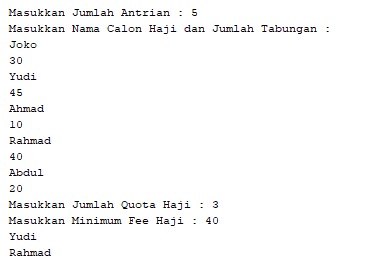 Masukkan Jumlah Antrian : 5
Masukkan Nama Calon Haji dan Jumlah Tabungan :
Joko
30
Yudi
45
Ahmad
10
Rahmad
40
Abdul
20
Masukkan Jumlah Quota Haji : 3
Masukkan Minimum Fee Haji : 40
Yudi
Rahmad